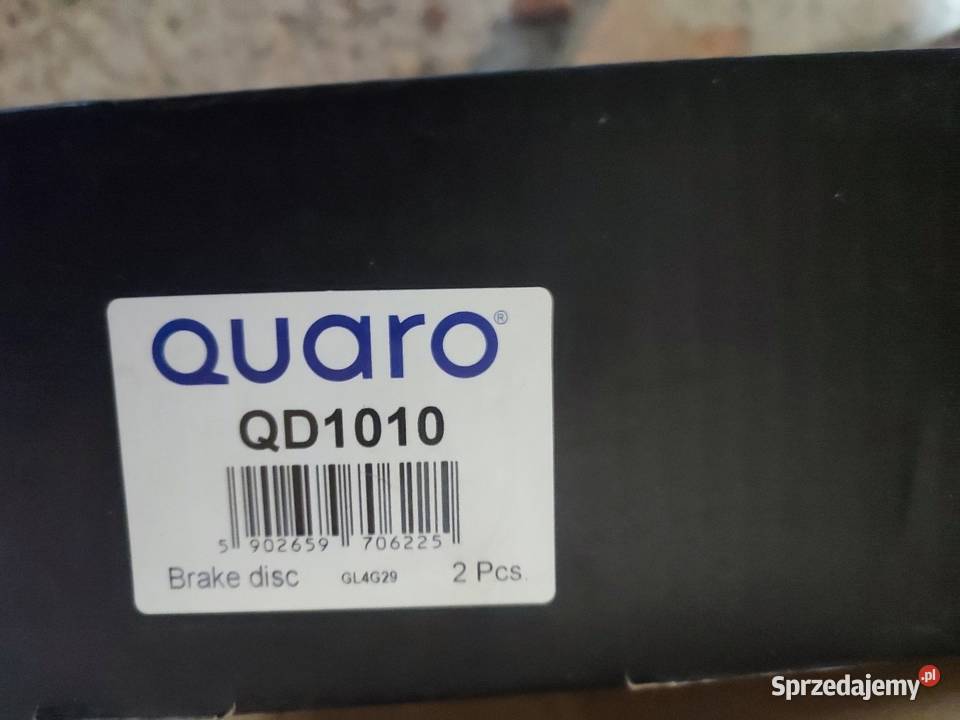 QUaro®
QD1010
5 902659 706225
Brake disc GL4G29 2 Pcs.
Sprzedajemy.pl